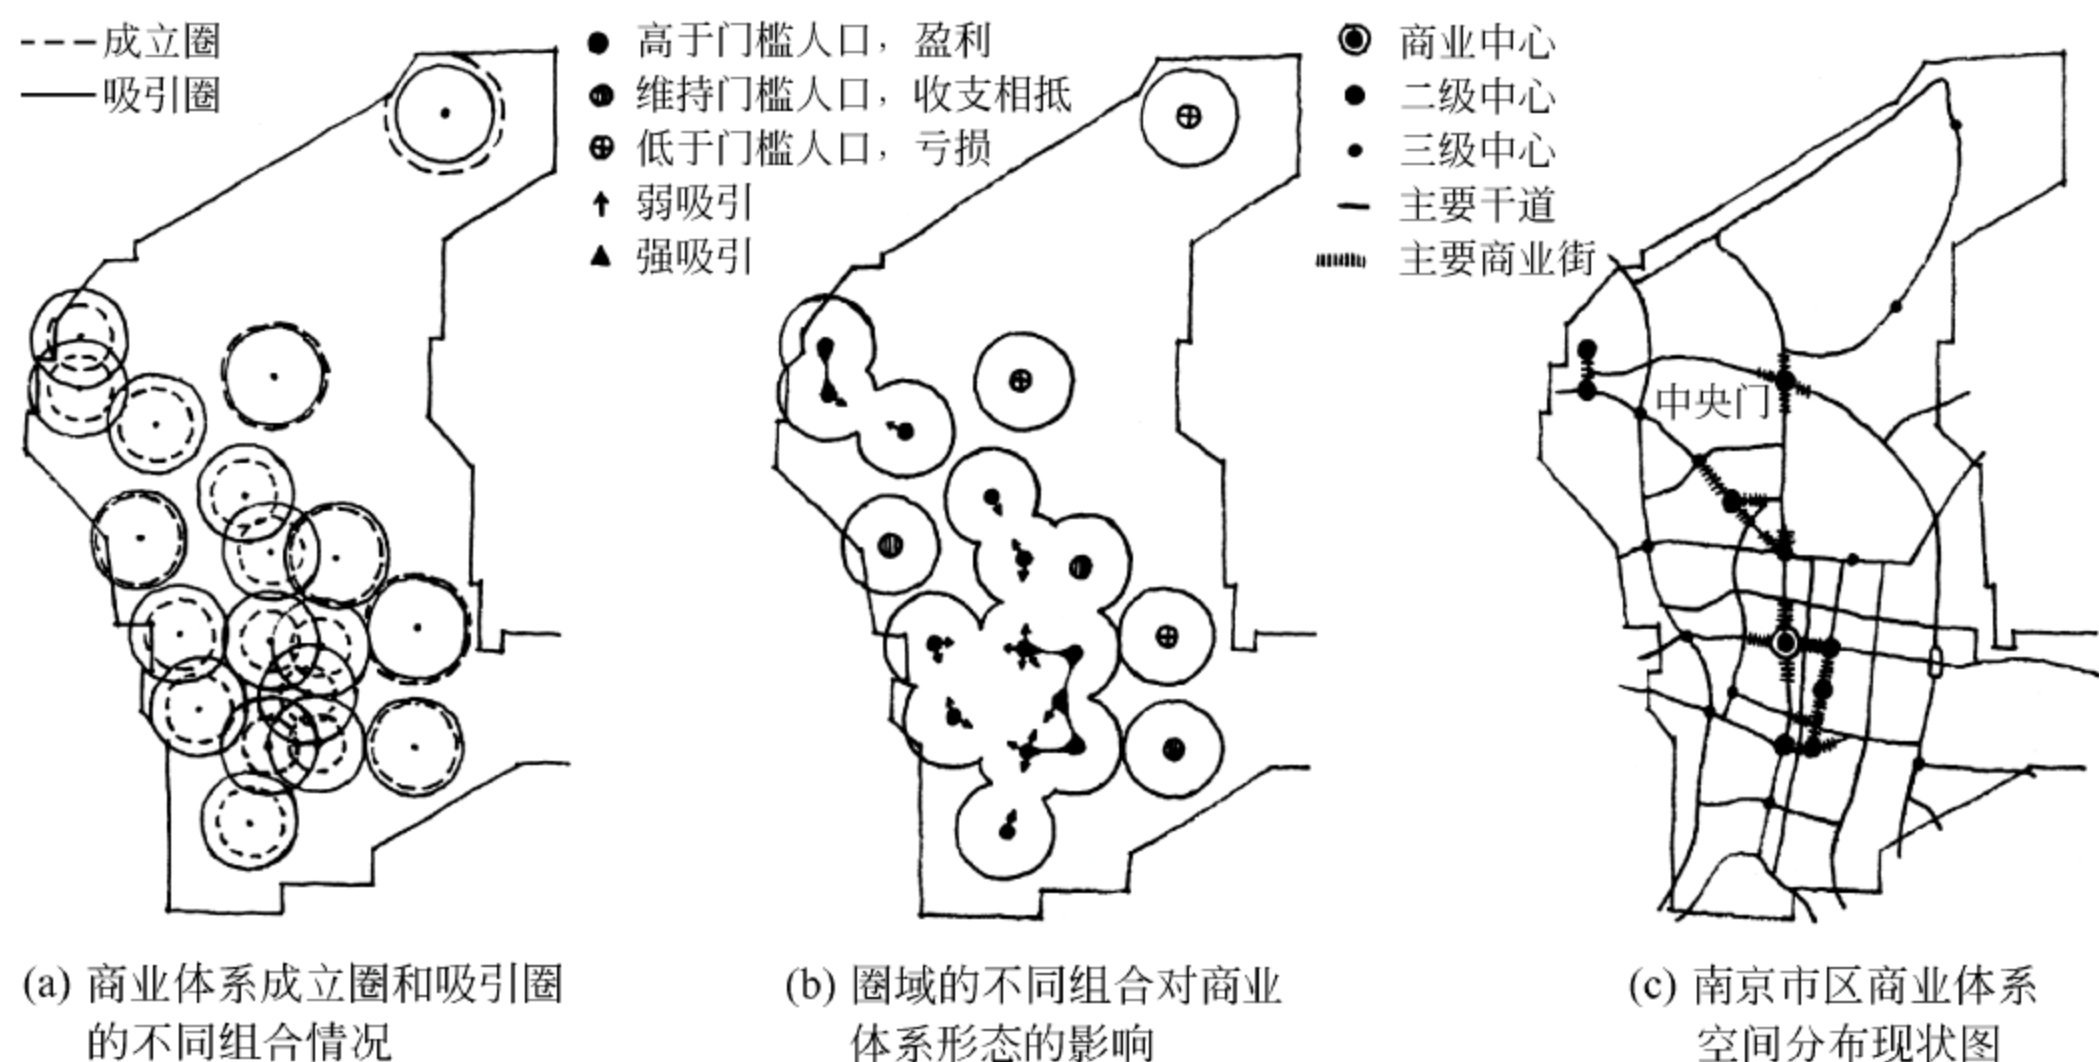 成立圈
吸引圈
高于门槛人口，盈利
维持门槛人口，收支相抵
低于门槛人口，亏损
弱吸引
强吸引
商业中心
二级中心
三级中心
主要干道
主要商业街
中央门
(a) 商业体系成立圈和吸引圈
的不同组合情况
(b) 圈域的不同组合对商业
体系形态的影响
(c) 南京市区商业体系
空间分布现状图